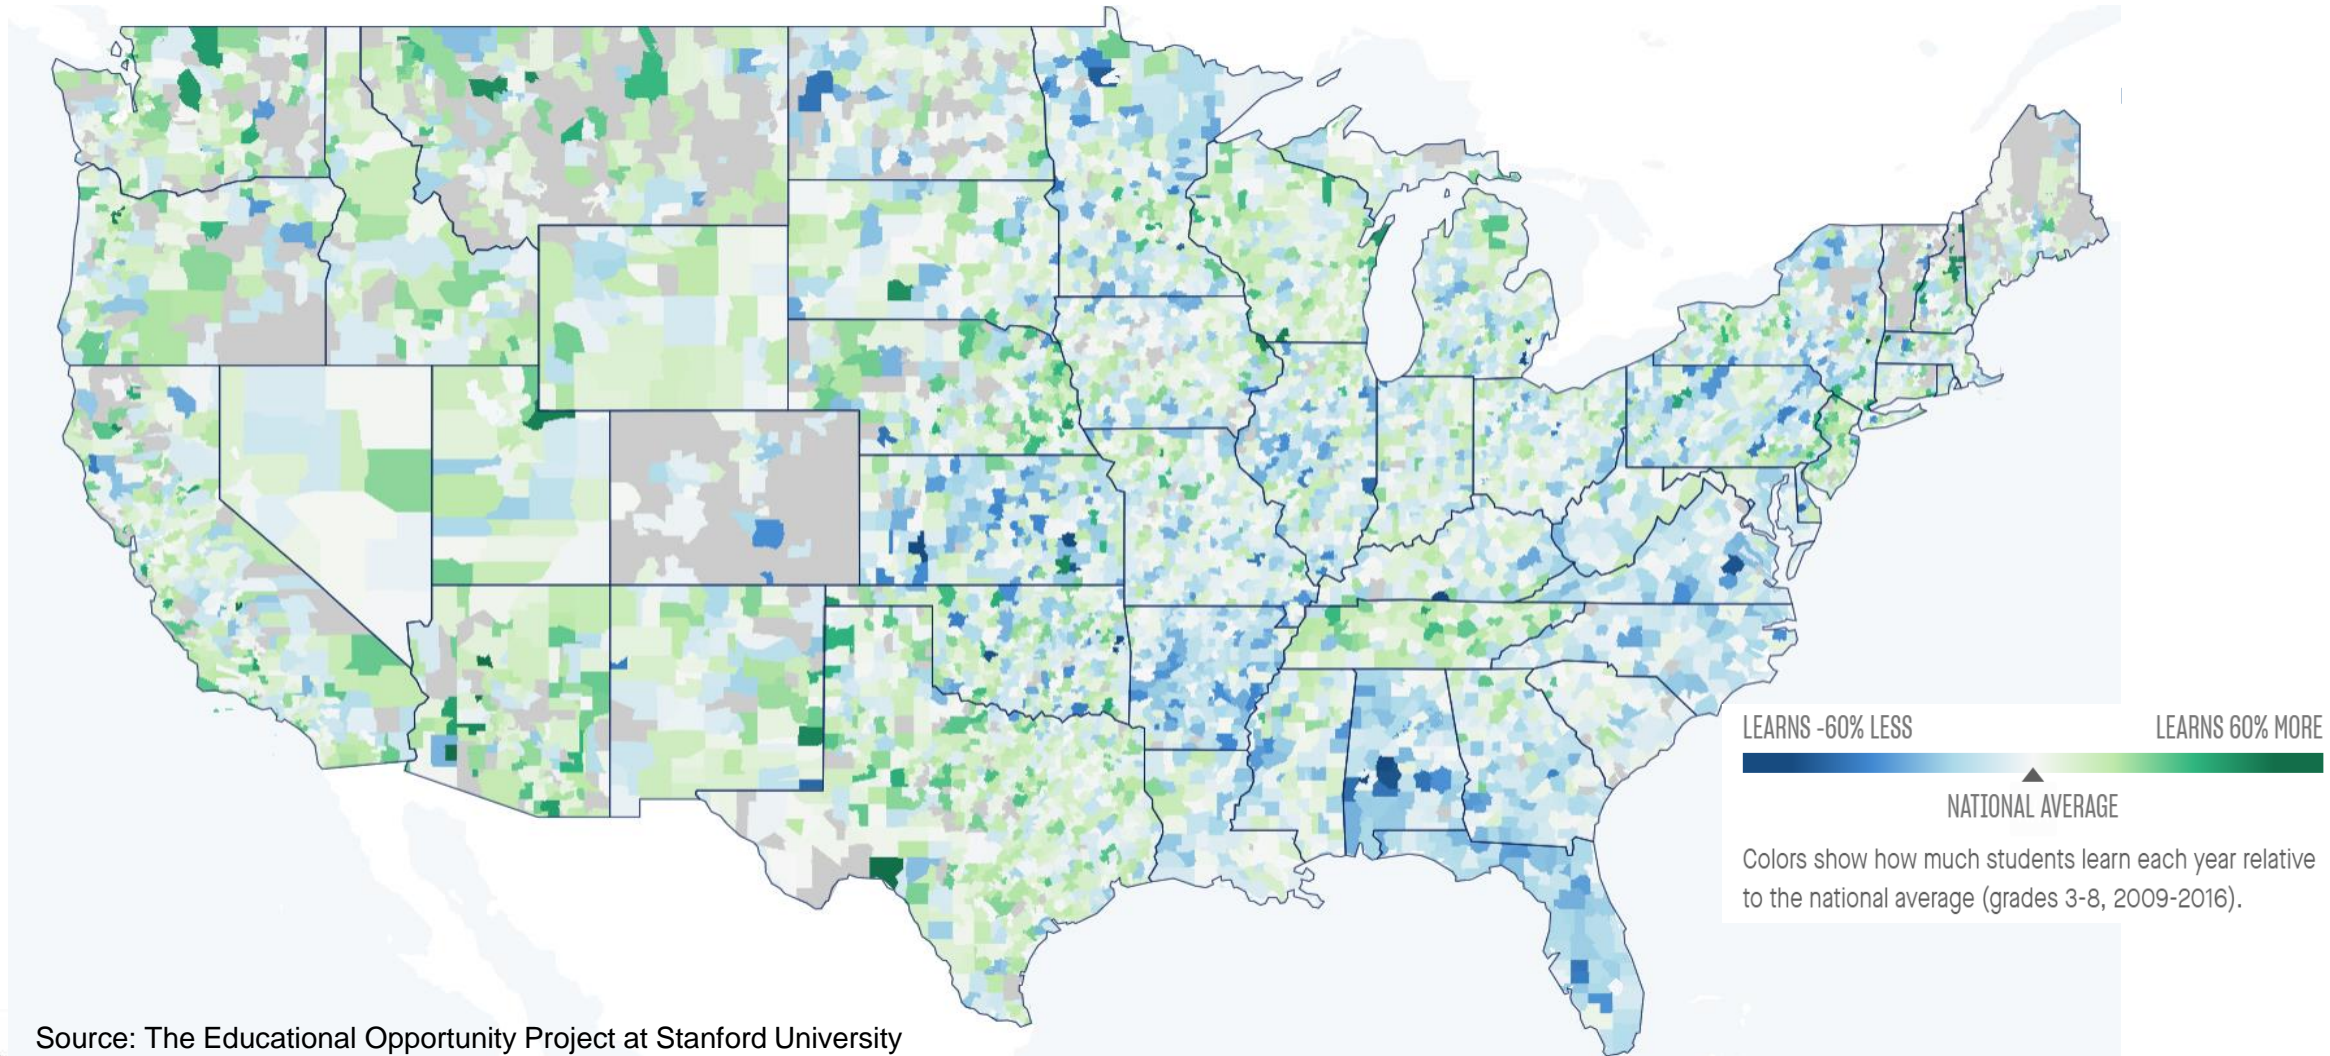 LEARNS -60% LESS
LEARNS 60% MORE
NATIONAL AVERAGE
Colors show how much students learn each year relative
to the national average (grades 3-8, 2009-2016).
Source: The Educational Opportunity Project at Stanford University